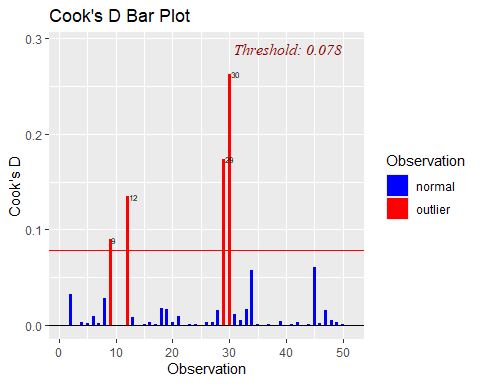 Cook's D Bar Plot
Threshold: 0.078
0.3
0.2
0.1
0.0
Cook's D
9
12
29
30
0
10
20
30
40
50
Observation
Observation
normal
outlier